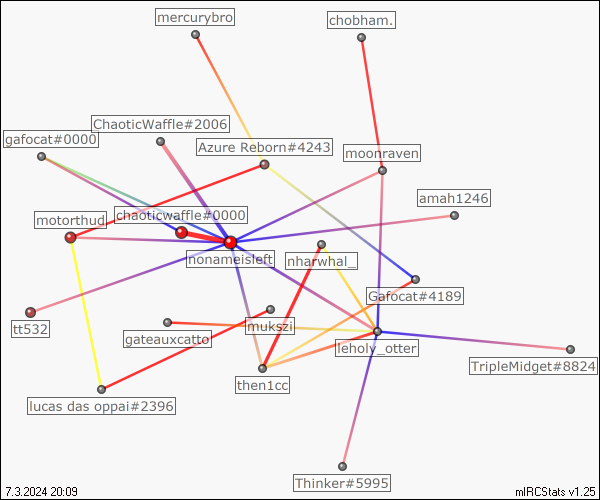 mercurybro
chobham.
ChaoticWaffle#2006
gafocat#0000
Azure Reborn#4243
moonraven
amah1246
chaoticwaffle#0000
motorthud
nonameisleft
nharwhal_
Gafocat#4189
mukszi
tt532
gateauxcatto
leholy_otter
TripleMidget#8824
then1cc
lucas das oppai#2396
Thinker#5995
7.3.2024 20:09
mIRCStats v1.25